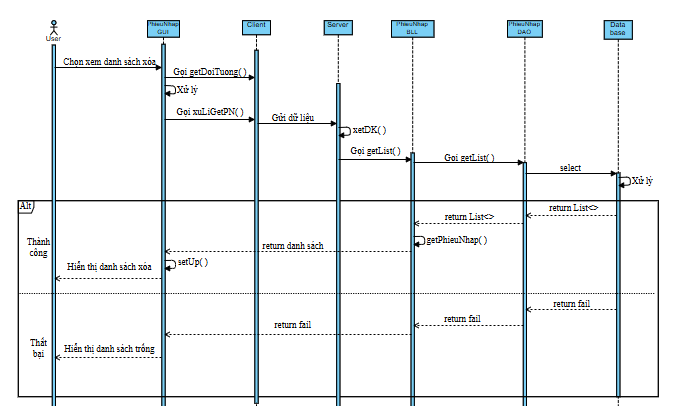 User
PhieuNhap
GUI
Client
Server
PhieuNhap
BLL
PhieuNhap
DAO
Data
base
Chọn xem danh sách xóa
Gọi getDoiTuong( )
Xử lý
Gọi xuLiGetPN( )
Gửi dữ liệu
xetDK( )
Gọi getList( )
Gọi getList( )
select
Xử lý
Alt
return List<>
return List<>
getPhieuNhap( )
Thành
công
return danh sách
setUp( )
Hiển thị danh sách xóa
return fail
return fail
return fail
Thất
bại
Hiển thị danh sách trống